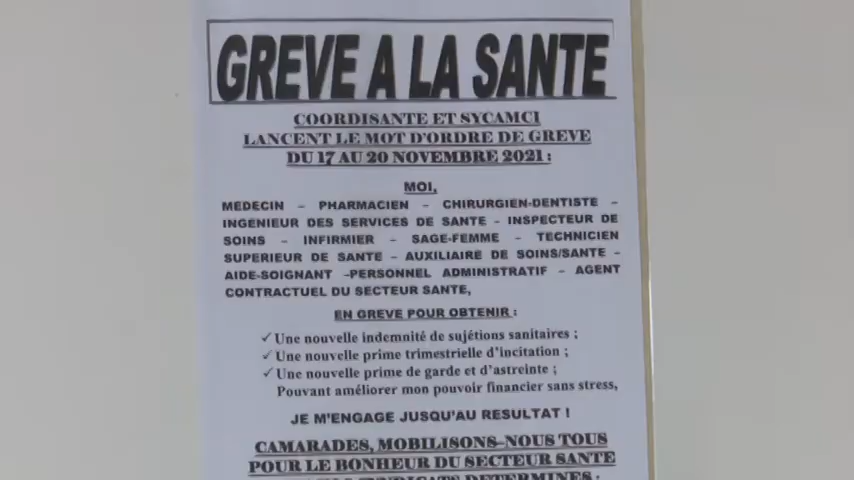 GREVE A LA SANTE
COORDISANTE ET SYCAMCI
LANCENT LE MOT D'ORDRE DE GREVE
DU 17 AU 20 NOVEMBRE 2021 :
MOI,
MEDECIN – PHARMACIEN – CHIRURGIEN-DENTISTE –
INGENIEUR DES SERVICES DE SANTE - INSPECTEUR DE
SOINS – INFIRMIER – SAGE-FEMME – TECHNICIEN
SUPERIEUR DE SANTE – AUXILIAIRE DE SOINS/SANTE –
AIDE-SOIGNANT –PERSONNEL ADMINISTRATIF – AGENT
CONTRACTUEL DU SECTEUR SANTE,
EN GREVE POUR OBTENIR :
✓ Une nouvelle indemnité de sujétions sanitaires ;
✓ Une nouvelle prime trimestrielle d'incitation ;
✓ Une nouvelle prime de garde et d'astreinte ;
Pouvant améliorer mon pouvoir financier sans stress,
JE M'ENGAGE JUSQU'AU RESULTAT !
CAMARADES, MOBILISONS-NOUS TOUS
POUR LE BONHEUR DU SECTEUR SANTE
SYNDICATS DETERMINES :